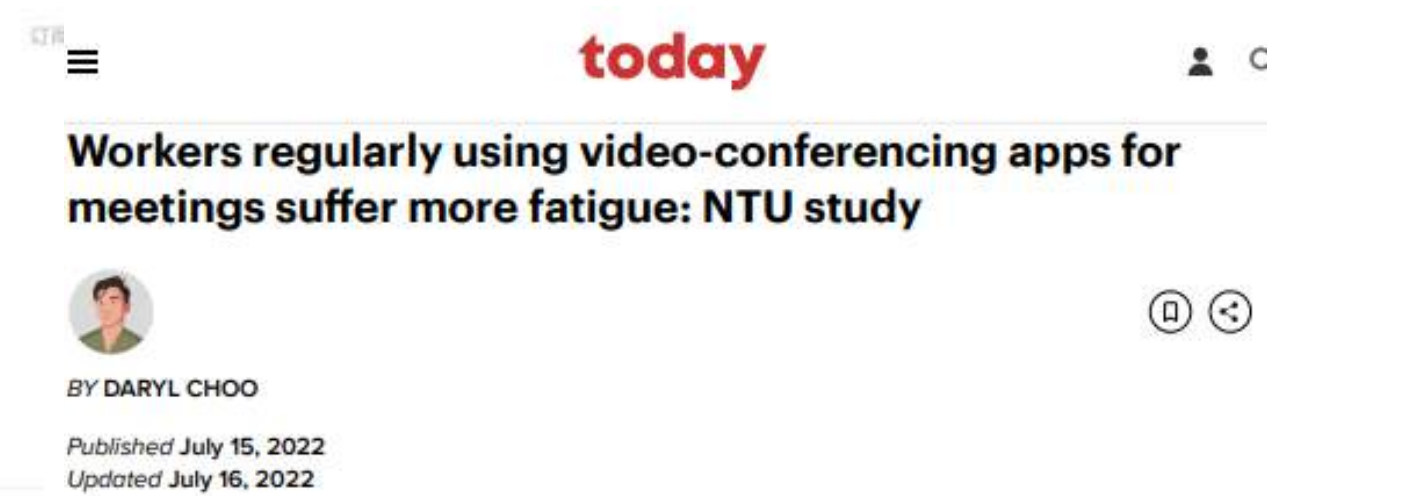 today
Workers regularly using video-conferencing apps for
meetings suffer more fatigue: NTU study
BY DARYL CHOO
Published July 15, 2022
Updated July 16, 2022